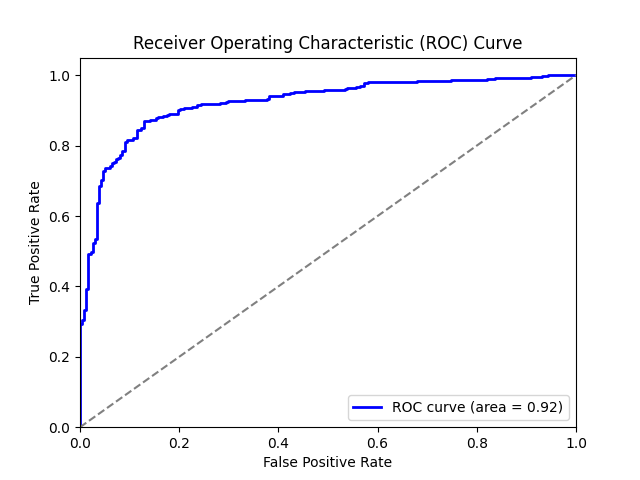 Receiver Operating Characteristic (ROC) Curve
1.0
0.8
0.6
0.4
0.2
0.0
True Positive Rate
ROC curve (area = 0.92)
0.0 0.2 0.4 0.6 0.8 1.0
False Positive Rate